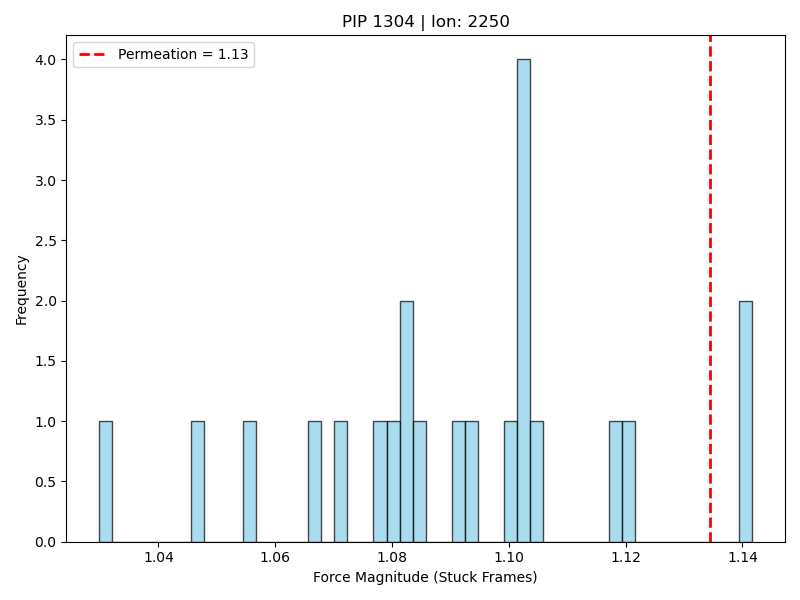 PIP 1304 | Ion: 2250
Permeation = 1.13
4.0
3.5
3.0
2.5
2.0
1.5
1.0
0.5
0.0
Frequency
1.04 1.06 1.08 1.10 1.12 1.14
Force Magnitude (Stuck Frames)